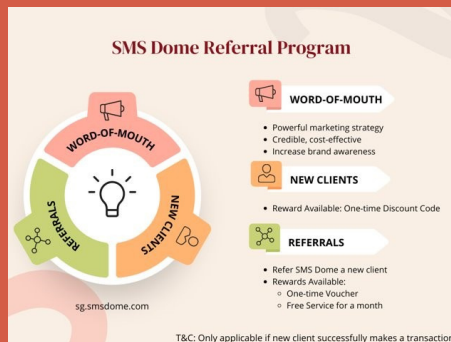 SMS Dome Referral Program
WORD-OF-MOUTH
NEW CLIENTS
REFERRALS
sg.smsdome.com
WORD-OF-MOUTH
Powerful marketing strategy
Credible, cost-effective
Increase brand awareness
NEW CLIENTS
Reward Available: One-time Discount Code
REFERRALS
Refer SMS Dome a new client
Rewards Available:
One-time Voucher
Free Service for a month
T&C: Only applicable if new client successfully makes a transaction